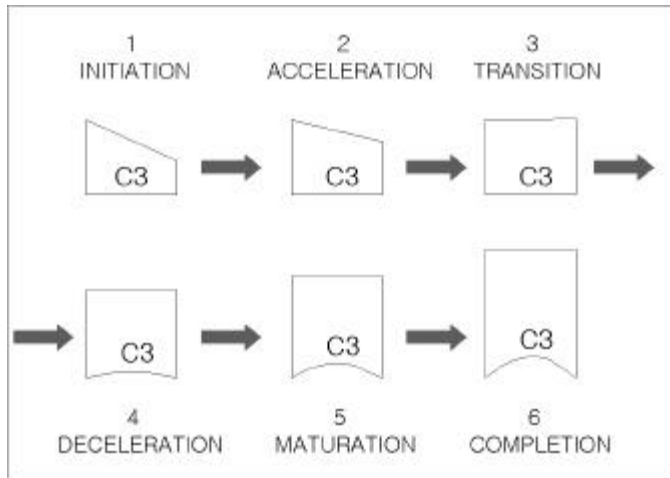 1
INITIATION
2
ACCELERATION
3
TRANSITION
C3
C3
C3
C3
C3
C3
4
DECELERATION
5
MATURATION
6
COMPLETION